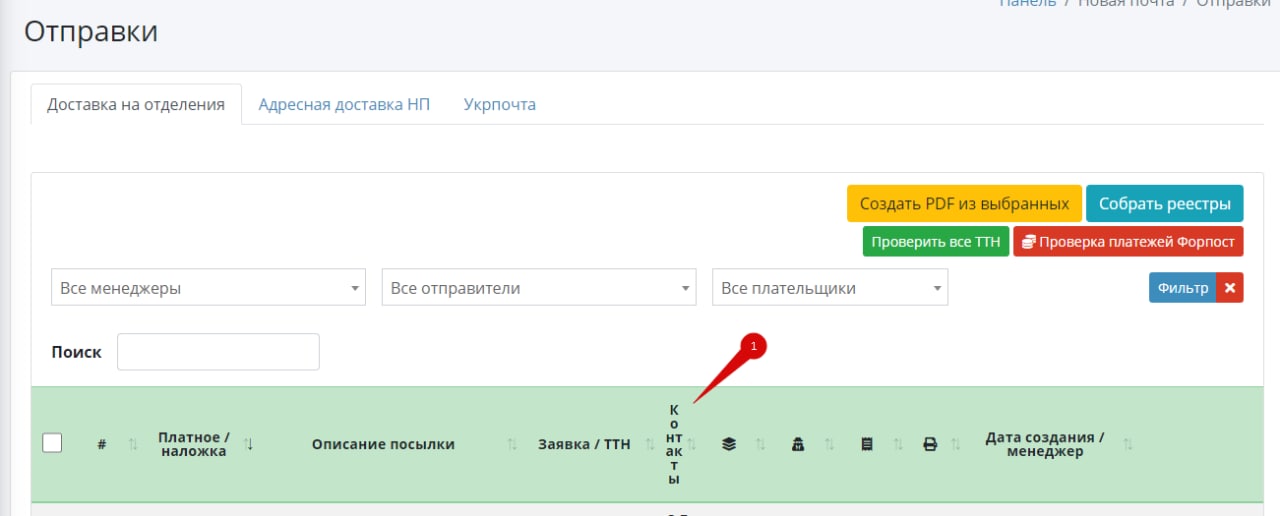 Панель / Новая почта / Отправки
Отправки
Доставка на отделения Адресная доставка НП Укрпочта
Создать PDF из выбранных Собрать реестры
Проверить все ТТН Проверка платежей Форпост
Все менеджеры Все отправители Все плательщики Фильтр
Поиск
1
# Платное / наложка Описание посылки Заявка / ТТН Контакты Дата создания / менеджер